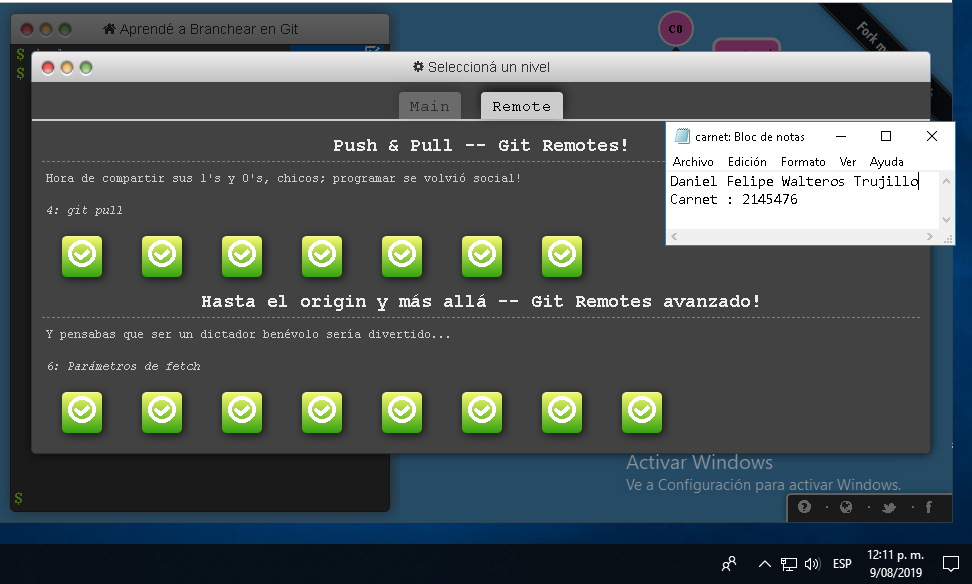 Aprendé a Branchear en Git
C0
Fork m
$
$
Seleccioná un nivel
Main
Remote
Push & Pull -- Git Remotes!
Hora de compartir sus 1's y 0's, chicos; programar se volvió social!
4: git pull
Hasta el origin y más allá -- Git Remotes avanzado!
Y pensabas que ser un dictador benévolo sería divertido...
6: Parámetros de fetch
carnet: Bloc de notas
Archivo Edición Formato Ver Ayuda
Daniel Felipe Walteros Trujillo
Carnet : 2145476
Activar Windows
Ve a Configuración para activar Windows.
$
ESP
12:11 p. m.
9/08/2019